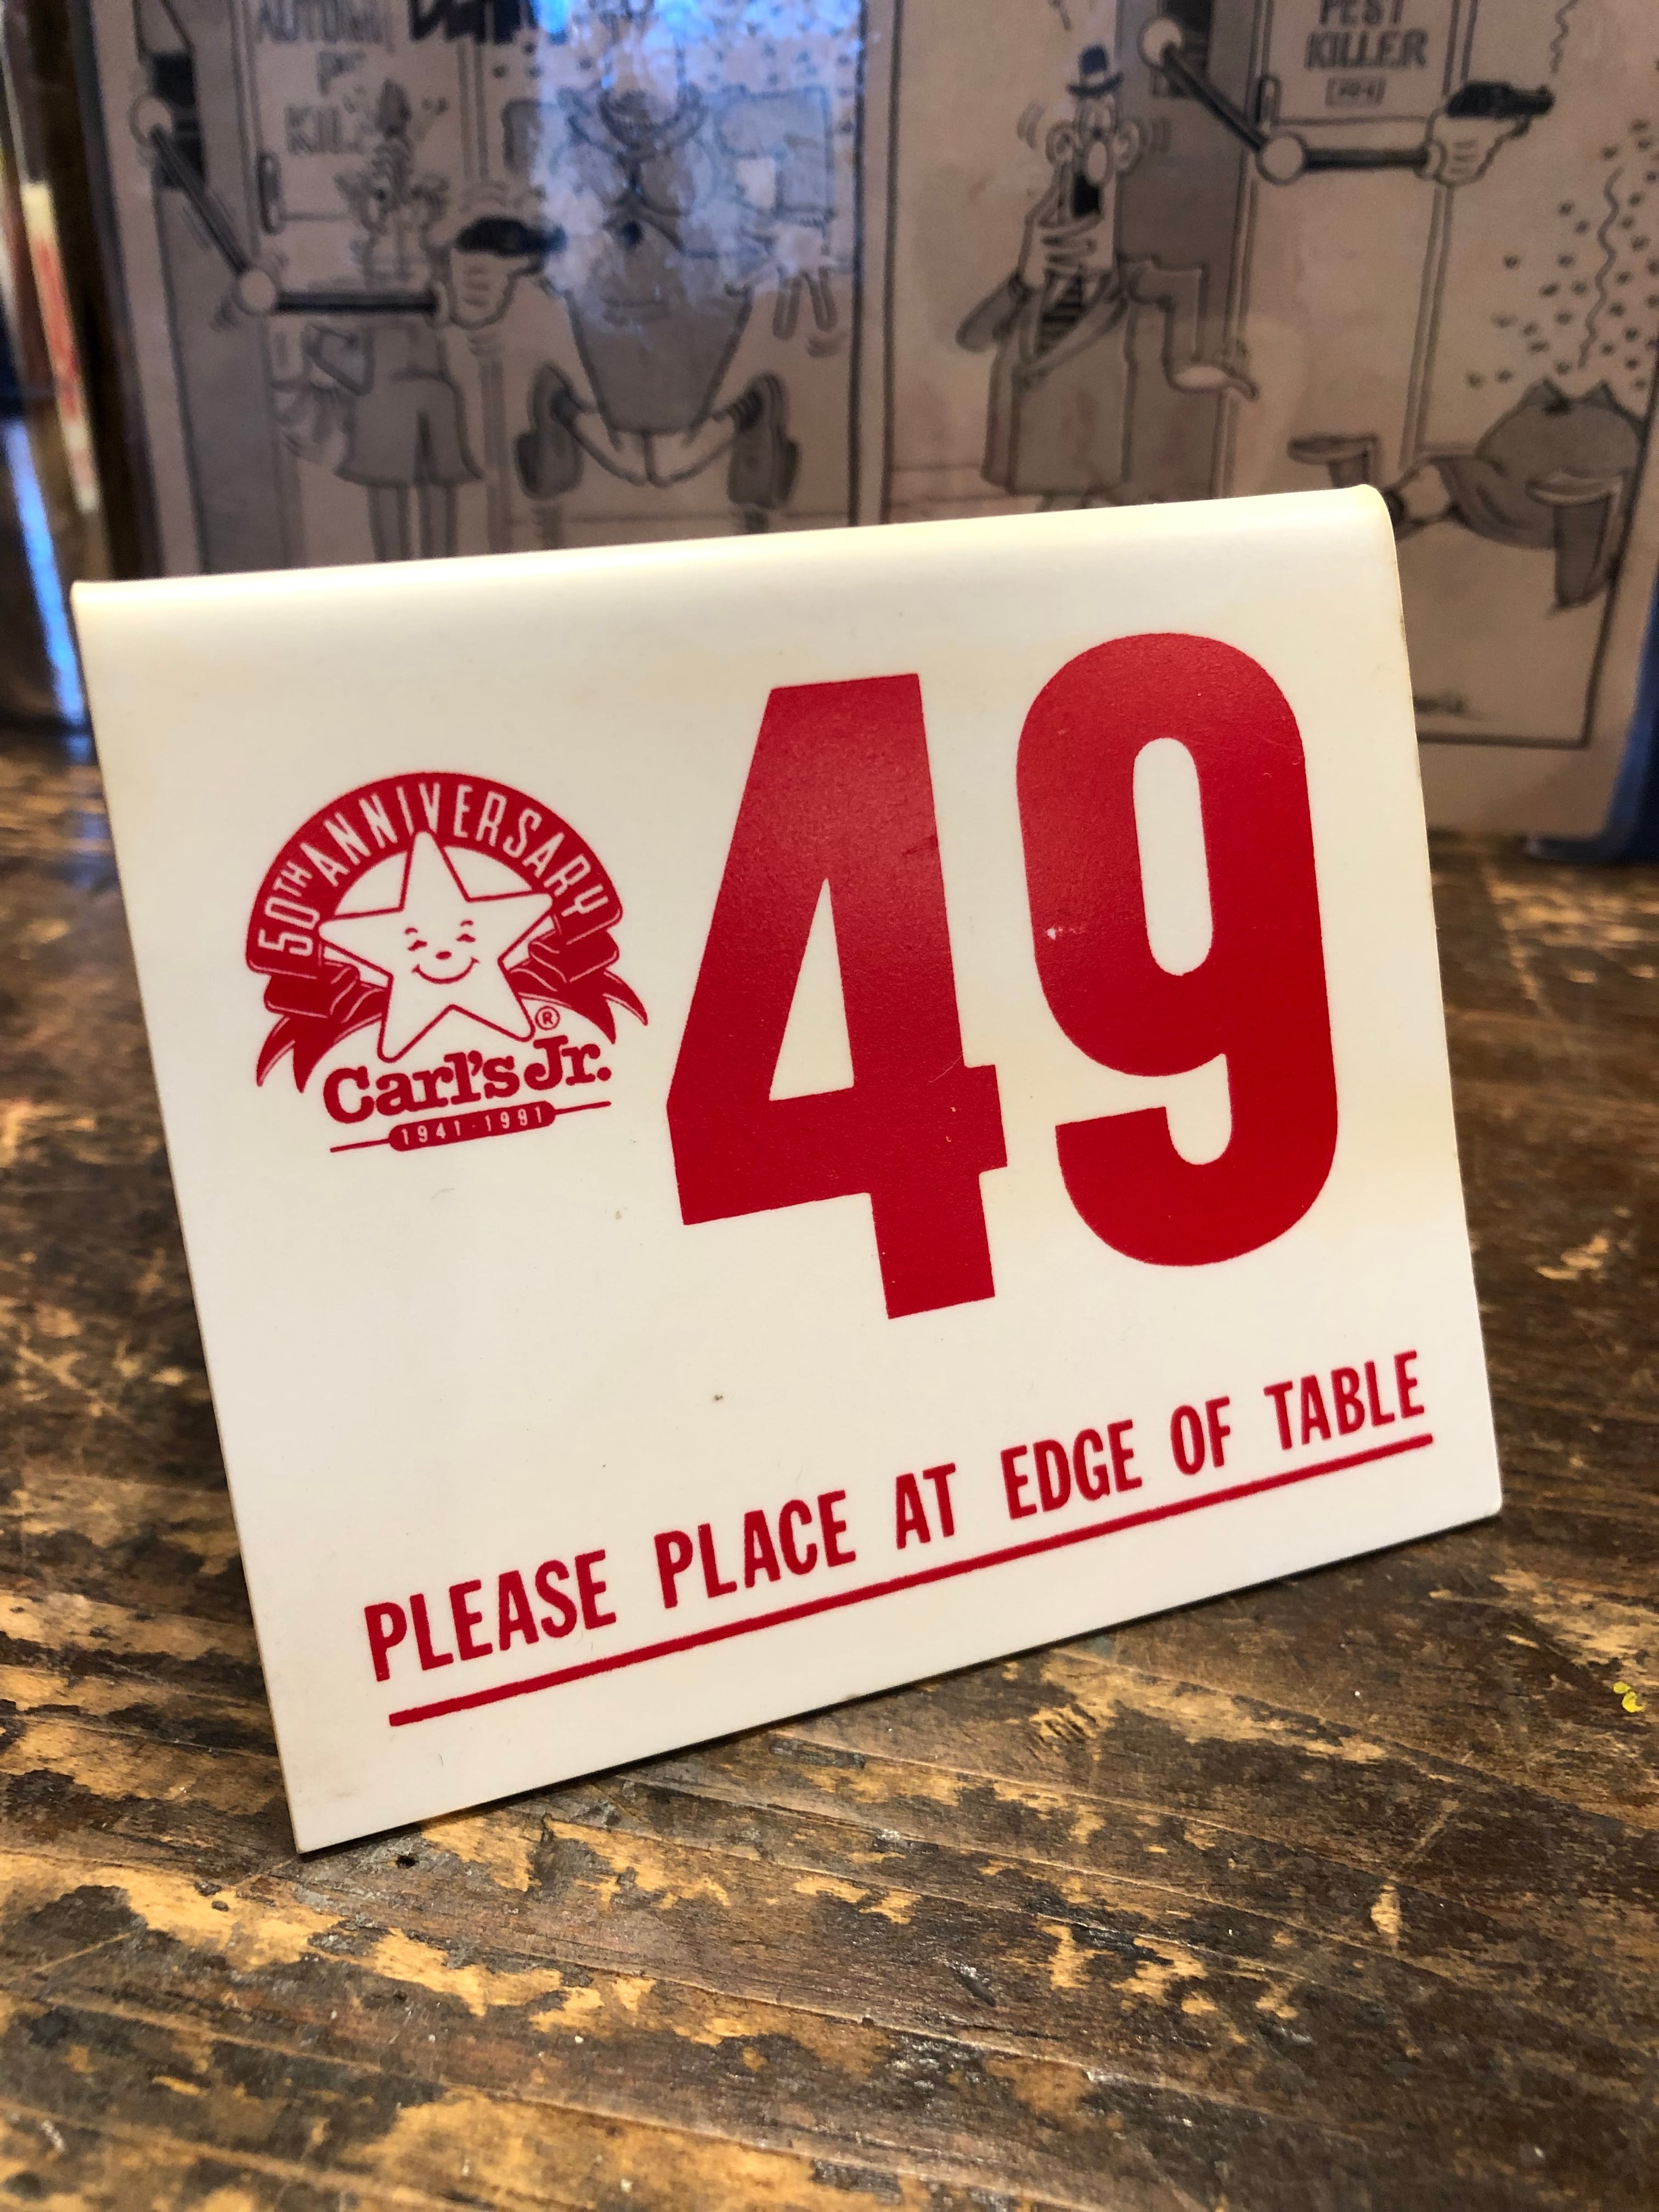 PEST
KILLER
50TH ANNIVERSARY
®
Carl's Jr.
1941-1991
49
PLEASE PLACE AT EDGE OF TABLE